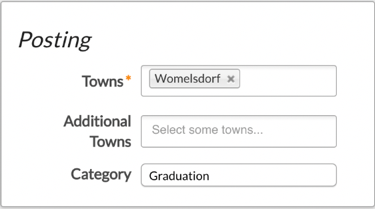 Posting
Towns* Womelsdorf ×
Additional Towns Select some towns...
Category Graduation